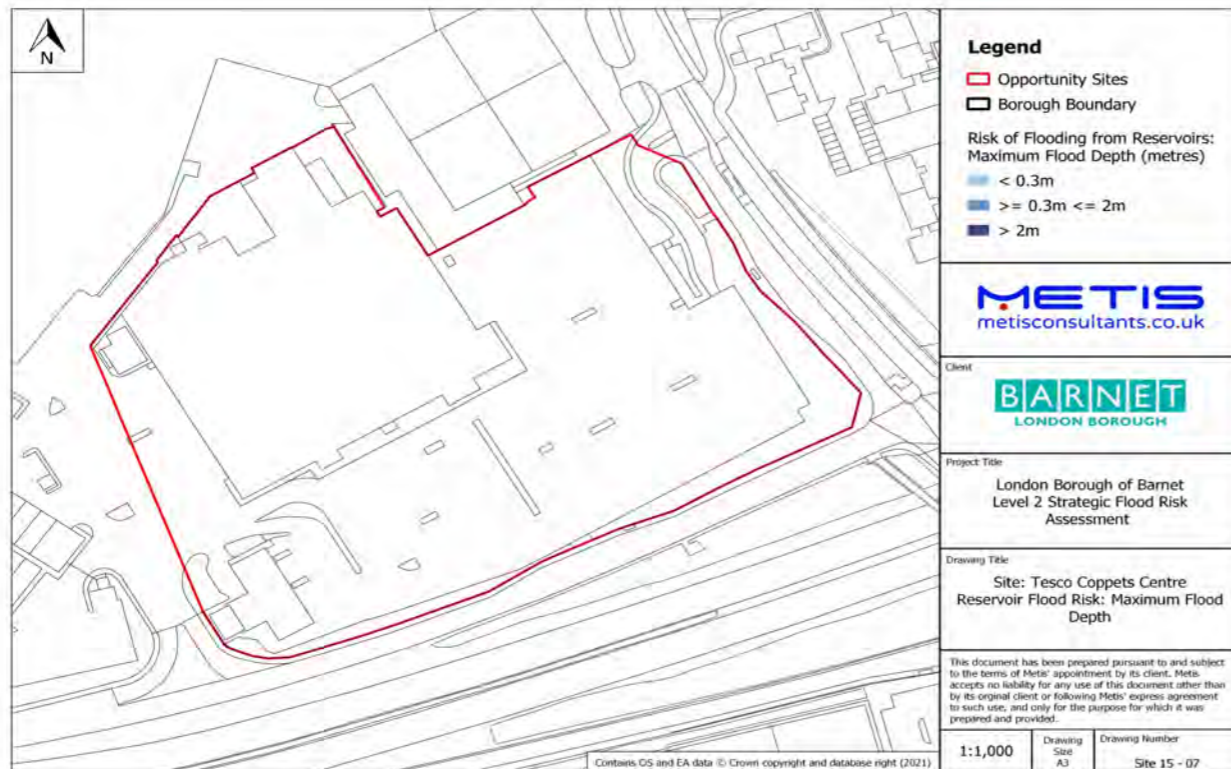 N
Legend
Opportunity Sites
Borough Boundary
Risk of Flooding from Reservoirs:
Maximum Flood Depth (metres)
< 0.3m
>= 0.3m <= 2m
> 2m
METIS
metisconsultants.co.uk
Client
BARNET
LONDON BOROUGH
Project Title
London Borough of Barnet
Level 2 Strategic Flood Risk
Assessment
Drawing Title
Site: Tesco Coppets Centre
Reservoir Flood Risk: Maximum Flood
Depth
This document has been prepared pursuant to and subject
to the terms of Metis' appointment by its client. Metis
accepts no liability for any use of this document other than
by its orginal client or following Metis' express agreement
to such use, and only for the purpose for which it was
prepared and provided.
1:1,000
Drawing
Size
A3
Drawing Number
Site 15 - 07
Contains OS and EA data © Crown copyright and database right (2021)